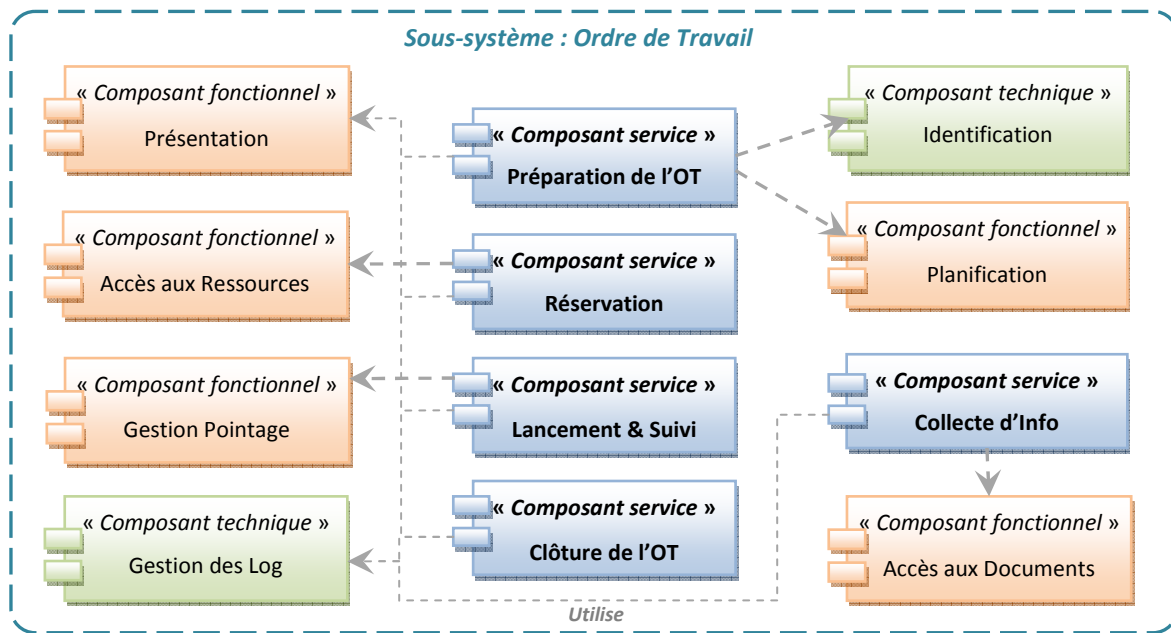 Sous-système : Ordre de Travail
« Composant fonctionnel »
Présentation
« Composant service »
Préparation de l'OT
« Composant technique »
Identification
« Composant fonctionnel »
Accès aux Ressources
« Composant service »
Réservation
« Composant fonctionnel »
Planification
« Composant fonctionnel »
Gestion Pointage
« Composant service »
Lancement & Suivi
« Composant service »
Collecte d'Info
« Composant technique »
Gestion des Log
« Composant service »
Clôture de l'OT
« Composant fonctionnel »
Accès aux Documents
Utilise